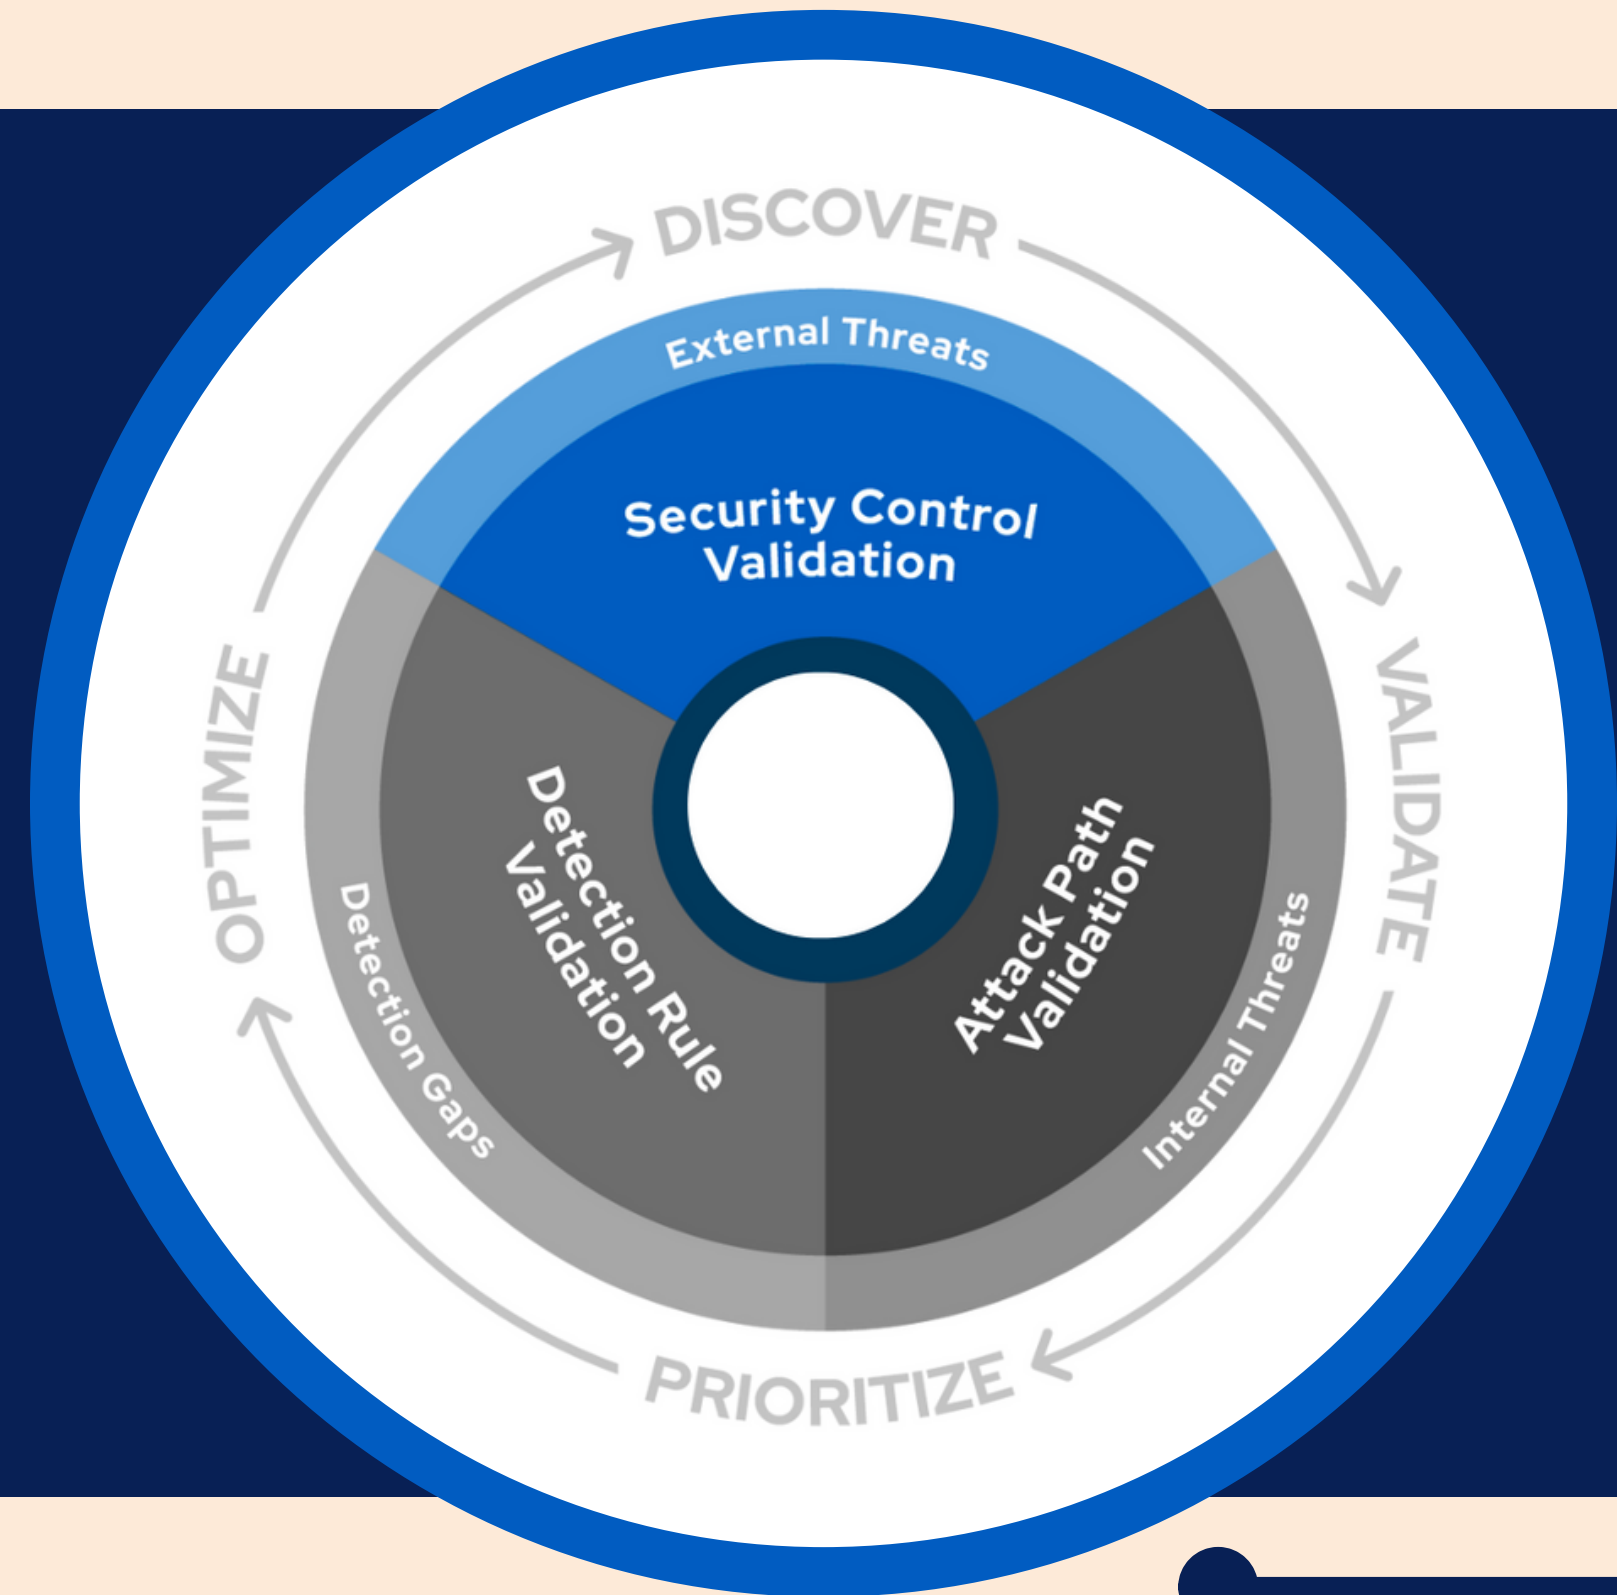 DISCOVER
External Threats
Security Control
Validation
VALIDATE
Attack Path
Validation
Internal Threats
PRIORITIZE
OPTIMIZE
Detection Rule
Validation
Detection Gaps